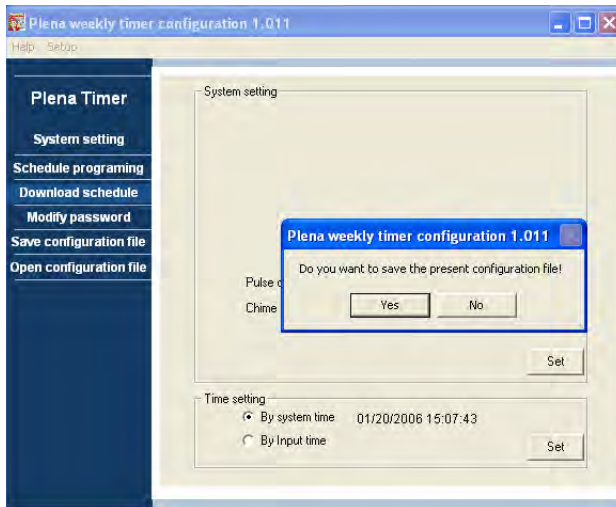 Plena weekly timer configuration 1.011
Help Setup
Plena Timer
System setting
Schedule programing
Download schedule
Modify password
Save configuration file
Open configuration file
System setting
Plena weekly timer configuration 1.011
Do you want to save the present configuration file!
Yes No
Pulse
Chime
Set
Time setting
By system time 01/20/2006 15:07:43
By Input time
Set